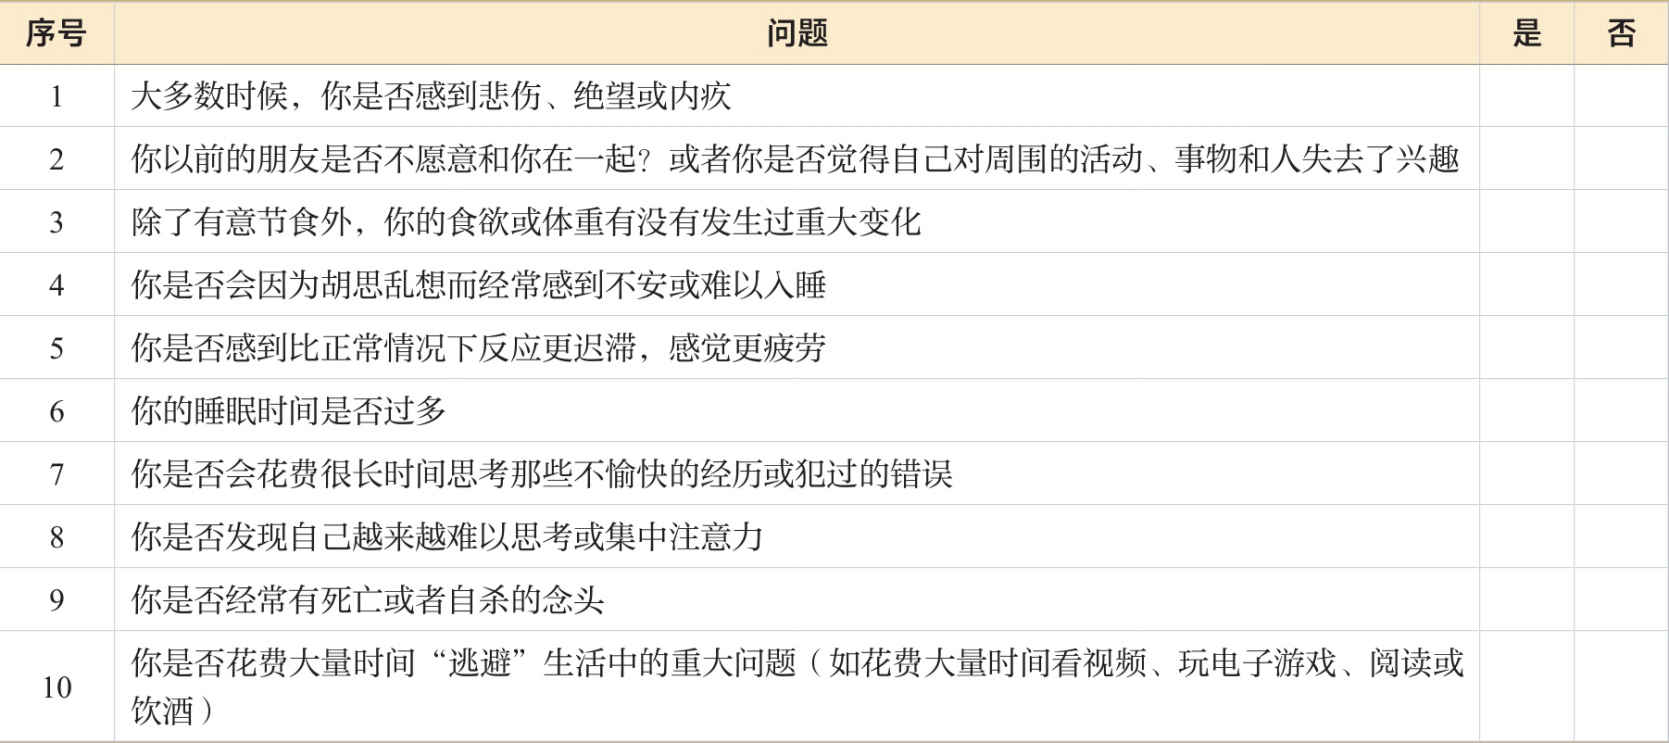 序号 问题 是 否
1 大多数时候，你是否感到悲伤、绝望或内疚
2 你以前的朋友是否不愿意和你在一起？或者你是否觉得自己对周围的活动、事物和人失去了兴趣
3 除了有意节食外，你的食欲或体重有没有发生过重大变化
4 你是否会因为胡思乱想而经常感到不安或难以入睡
5 你是否感到比正常情况下反应更迟滞，感觉更疲劳
6 你的睡眠时间是否过多
7 你是否会花费很长时间思考那些不愉快的经历或犯过的错误
8 你是否发现自己越来越难以思考或集中注意力
9 你是否经常有死亡或者自杀的念头
10 你是否花费大量时间“逃避”生活中的重大问题（如花费大量时间看视频、玩电子游戏、阅读或
饮酒）